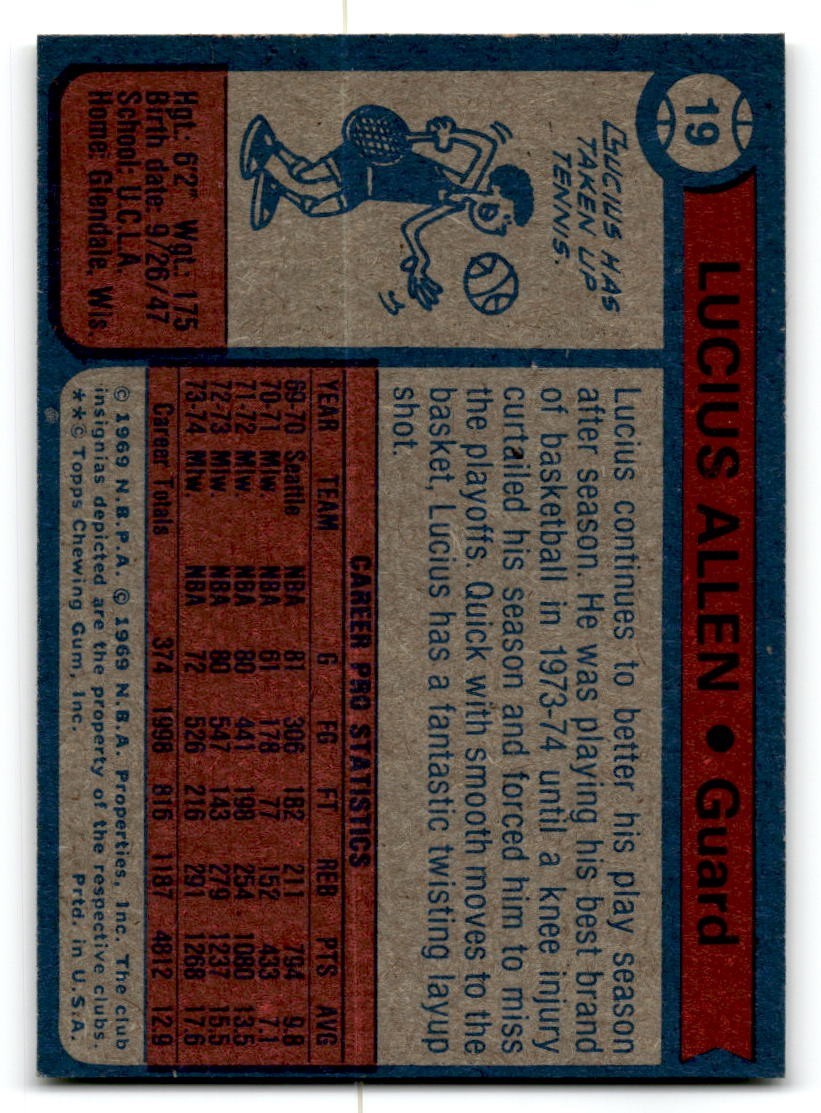 19
LUCIUS ALLEN • Guard
LUCIUS HAS
TAKEN UP
TENNIS.
Lucius continues to better his play season
after season. He was playing his best brand
of basketball in 1973-74 until a knee injury
curtailed his season and forced him to miss
the playoffs. Quick with smooth moves to the
basket, Lucius has a fantastic twisting layup
shot.
Hgt: 6'2" Wgt.: 175
Birth date: 9/26/47
School: U.C.L.A.
Home: Glendale, Wis
CAREER PRO STATISTICS
YEAR TEAM G FG FT REB PTS AVG
69-70 Seattle NBA 81 306 182 211 794 9.8
70-71 Miw. NBA 61 178 77 152 433 7.1
71-72 Miw. NBA 80 441 198 254 1080 13.5
72-73 Miw. NBA 80 547 143 279 1237 15.5
73-74 Miw. NBA 72 526 216 291 1268 17.6
Career Totals 374 1998 816 1187 4812 12.9
© 1969 N.B.P.A. © 1969 N.B.A. Properties, Inc. The club
insignias depicted are the property of the respective clubs.
**© Topps Chewing Gum, Inc. Prtd. in U.S.A.